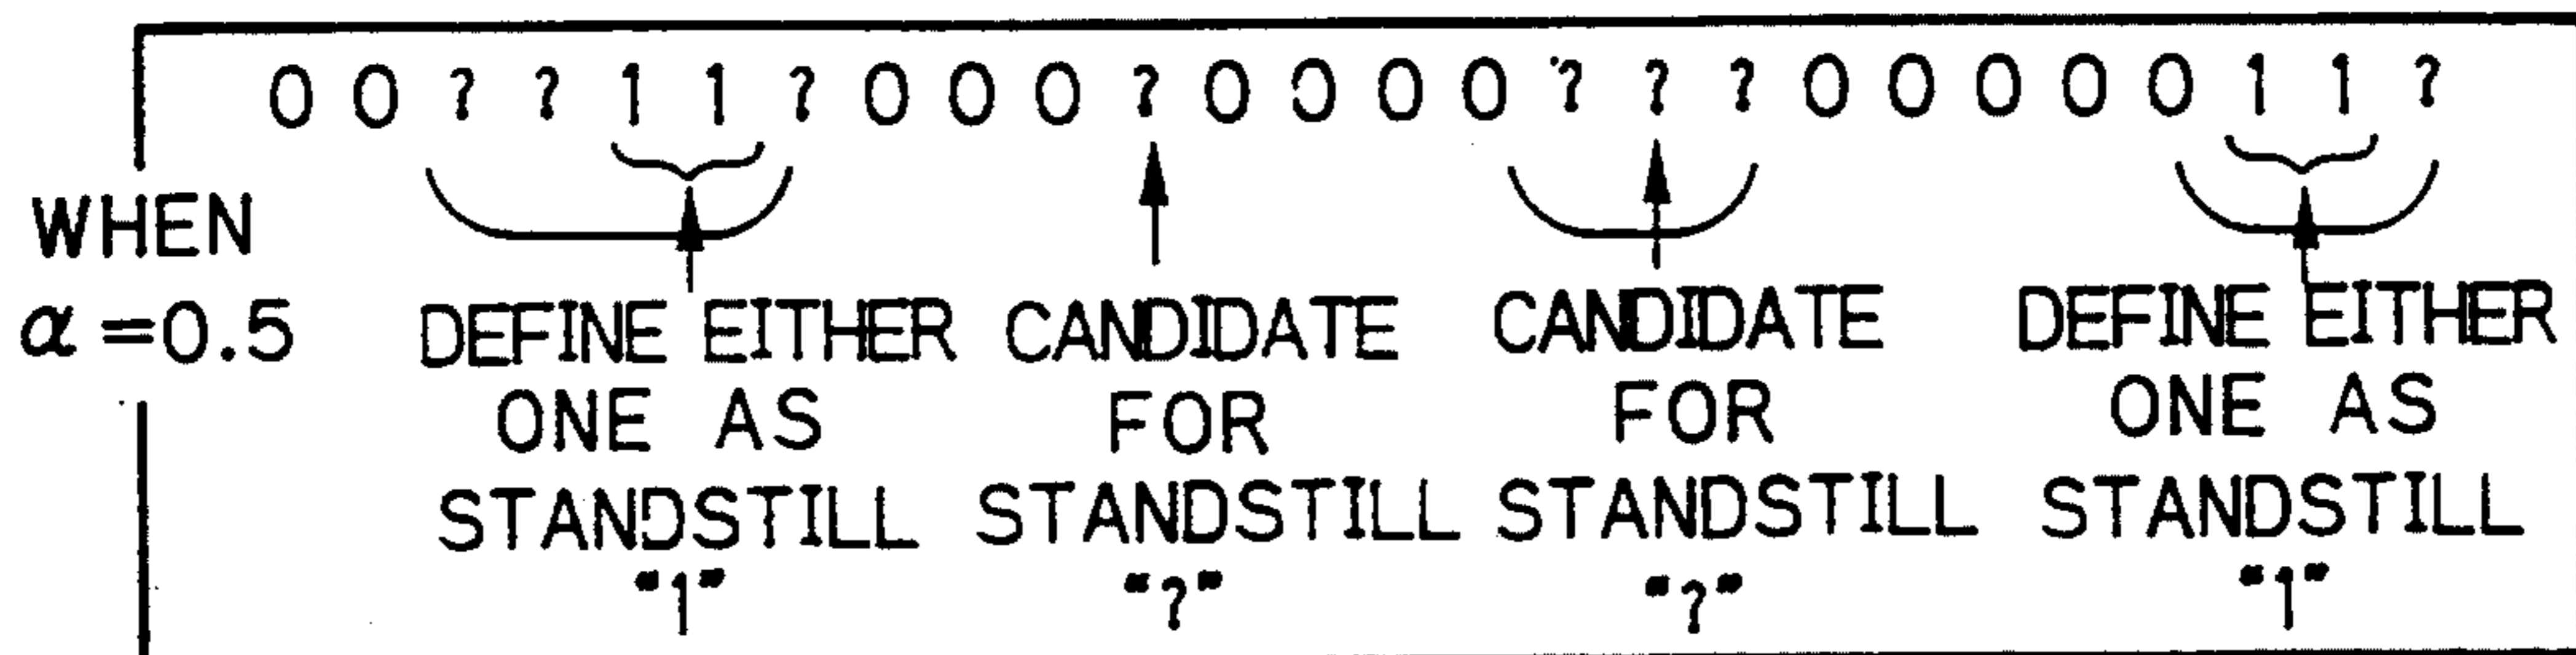 0 0 ? ? 1 1 ? 0 0 0 ? 0 0 0 0 ? ? ? 0 0 0 0 0 1 1 ?
WHEN
α =0.5
DEFINE EITHER
ONE AS
STANDSTILL
"1"
CANDIDATE
FOR
STANDSTILL
"?"
CANDIDATE
FOR
STANDSTILL
"?"
DEFINE EITHER
ONE AS
STANDSTILL
"1"